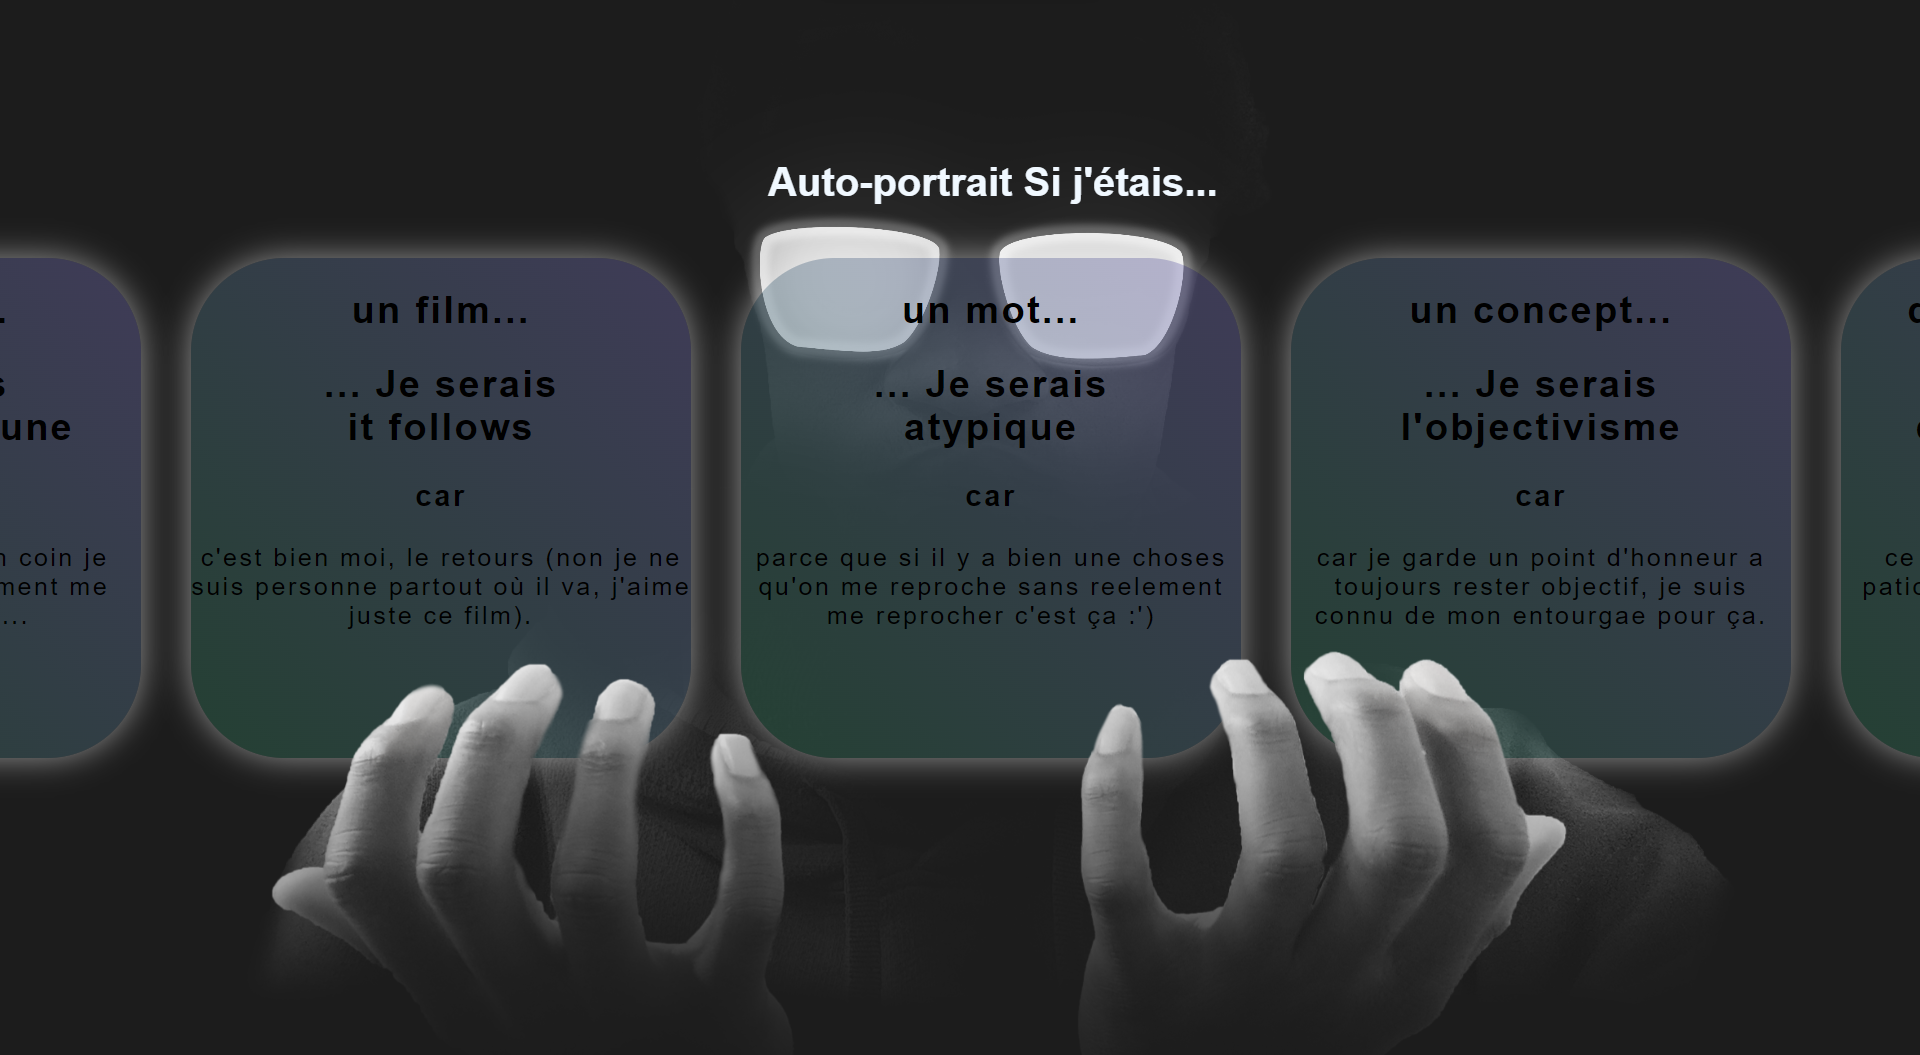 Auto-portrait Si j'étais...
une
coin je
me
...
un film...
... Je serais
it follows
car
c'est bien moi, le retours (non je ne
suis personne partout où il va, j'aime
juste ce film).
un mot...
... Je serais
atypique
car
parce que si il y a bien une choses
qu'on me reproche sans reelement
me reprocher c'est ça :')
un concept...
... Je serais
l'objectivisme
car
car je garde un point d'honneur a
toujours rester objectif, je suis
connu de mon entourgae pour ça.
ce